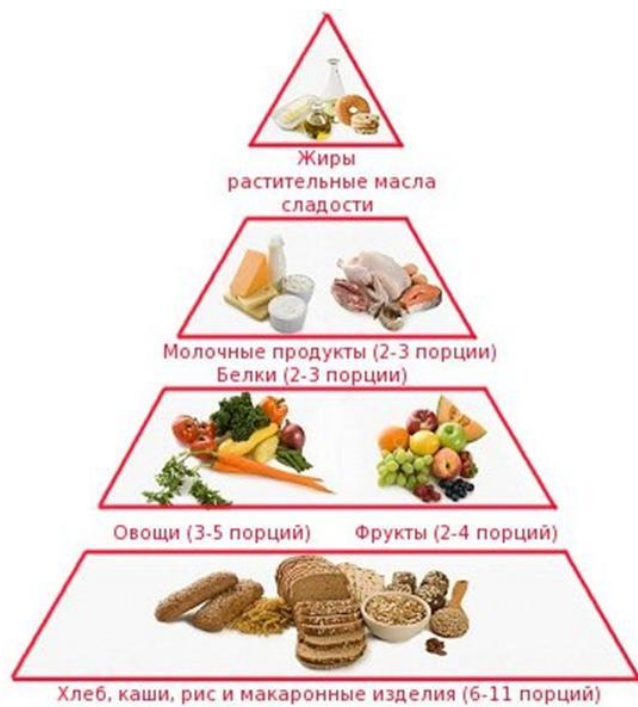 Жиры
растительные масла
сладости
Молочные продукты (2-3 порции)
Белки (2-3 порции)
Овощи (3-5 порций)
Фрукты (2-4 порций)
Хлеб, каши, рис и макаронные изделия (6-11 порций)